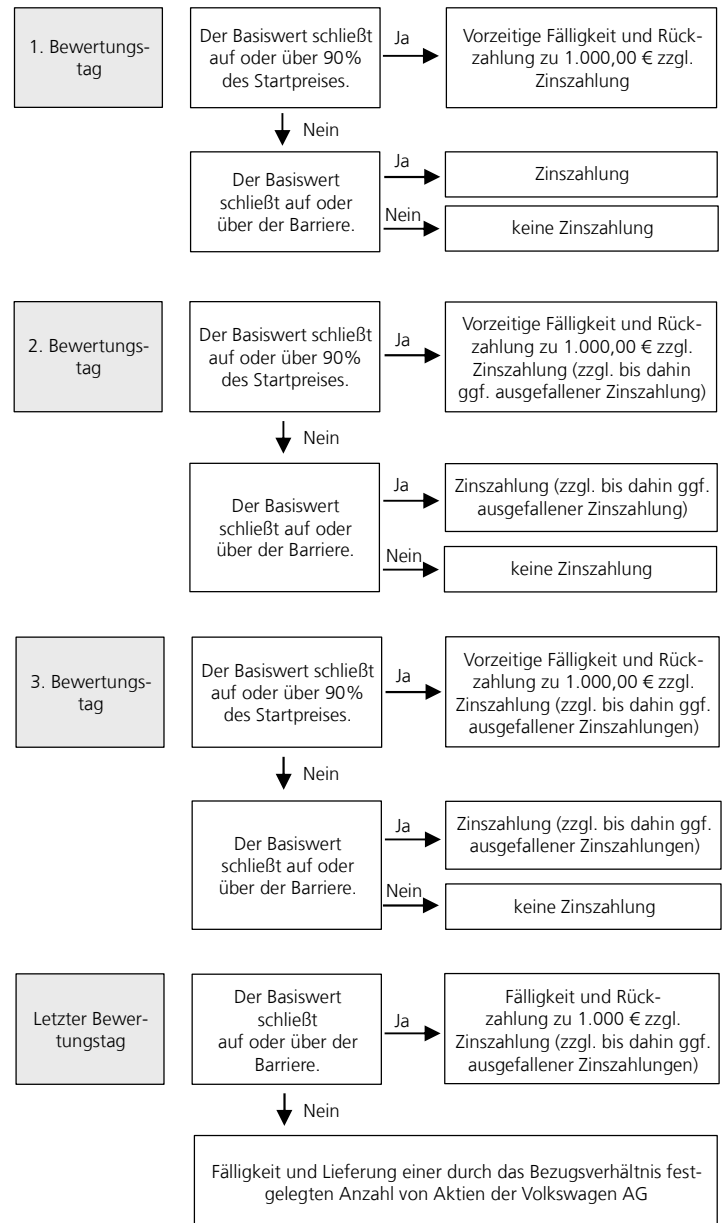 1. Bewertungs-
tag
Der Basiswert schließt
auf oder über 90%
des Startpreises.
Ja
Vorzeitige Fälligkeit und Rück-
zahlung zu 1.000,00 € zzgl.
Zinszahlung
Nein
Der Basiswert
schließt auf oder
über der Barriere.
Ja
Zinszahlung
Nein
keine Zinszahlung
2. Bewertungs-
tag
Der Basiswert schließt
auf oder über 90%
des Startpreises.
Ja
Vorzeitige Fälligkeit und Rück-
zahlung zu 1.000,00 € zzgl.
Zinszahlung (zzgl. bis dahin
ggf. ausgefallener Zinszahlung)
Nein
Der Basiswert
schließt auf oder
über der Barriere.
Ja
Zinszahlung (zzgl. bis dahin ggf.
ausgefallener Zinszahlung)
Nein
keine Zinszahlung
3. Bewertungs-
tag
Der Basiswert schließt
auf oder über 90%
des Startpreises.
Ja
Vorzeitige Fälligkeit und Rück-
zahlung zu 1.000,00 € zzgl.
Zinszahlung (zzgl. bis dahin ggf.
ausgefallener Zinszahlungen)
Nein
Der Basiswert
schließt auf oder
über der Barriere.
Ja
Zinszahlung (zzgl. bis dahin ggf.
ausgefallener Zinszahlungen)
Nein
keine Zinszahlung
Letzter Bewer-
tungstag
Der Basiswert
schließt
auf oder über der
Barriere.
Ja
Fälligkeit und Rück-
zahlung zu 1.000 € zzgl.
Zinszahlung (zzgl. bis dahin ggf.
ausgefallener Zinszahlungen)
Nein
Fälligkeit und Lieferung einer durch das Bezugsverhältnis fest-
gelegten Anzahl von Aktien der Volkswagen AG